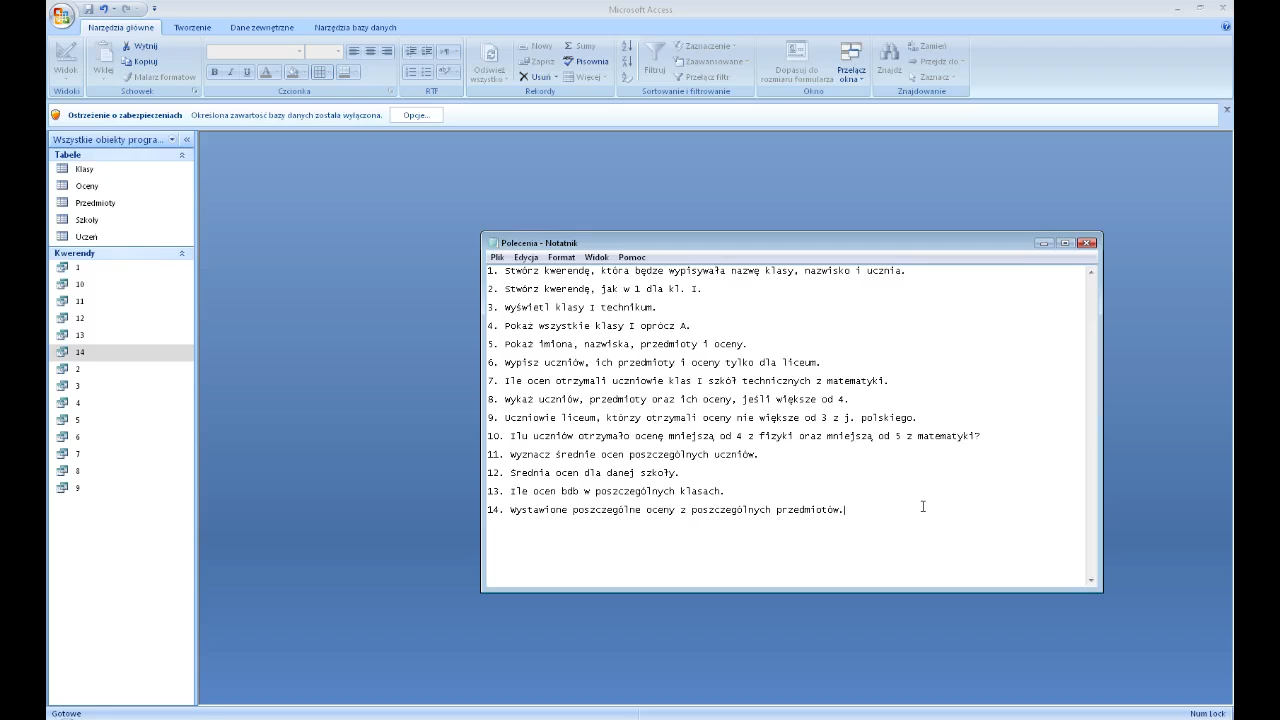 Microsoft Access
Narzędzia główne Tworzenie Dane zewnętrzne Narzędzia bazy danych
Widok
Widoki
Wklej
Wytnij
Kopiuj
Malarz formatów
Schowek
B I U A
Czcionka
RTF
Odśwież wszystko
Nowy
Zapisz
Usuń
Sumy
Pisownia
Więcej
Rekordy
Filtruj
Zaznaczenie
Zaawansowane
Przełącz filtr
Sortowanie i filtrowanie
Dopasuj do rozmiaru formularza
Przełącz okna
Okno
Znajdź
Zamień
Przejdź do
Zaznacz
Znajdowanie
Ostrzeżenie o zabezpieczeniach Określona zawartość bazy danych została wyłączona. Opcje...
Wszystkie obiekty progra...
Tabele
Klasy
Oceny
Przedmioty
Szkoły
Uczeń
Kwerendy
1
10
11
12
13
14
2
3
4
5
6
7
8
9
Polecenia - Notatnik
Plik Edycja Format Widok Pomoc
1. Stwórz kwerendę, która będze wypisywała nazwę klasy, nazwisko i ucznia.
2. Stwórz kwerendę, jak w 1 dla kl. I.
3. Wyświetl klasy I technikum.
4. Pokaż wszystkie klasy I oprócz A.
5. Pokaż imiona, nazwiska, przedmioty i oceny.
6. Wypisz uczniów, ich przedmioty i oceny tylko dla liceum.
7. Ile ocen otrzymali uczniowie klas I szkół technicznych z matematyki.
8. Wykaż uczniów, przedmioty oraz ich oceny, jeśli większe od 4.
9. Uczniowie liceum, którzy otrzymali oceny nie większe od 3 z j. polskiego.
10. Ilu uczniów otrzymało ocenę mniejszą od 4 z fizyki oraz mniejszą od 5 z matematyki?
11. Wyznacz średnie ocen poszczególnych uczniów.
12. Średnia ocen dla danej szkoły.
13. Ile ocen bdb w poszczególnych klasach.
14. Wystawione poszczególne oceny z poszczególnych przedmiotów.
Gotowe
Num Lock